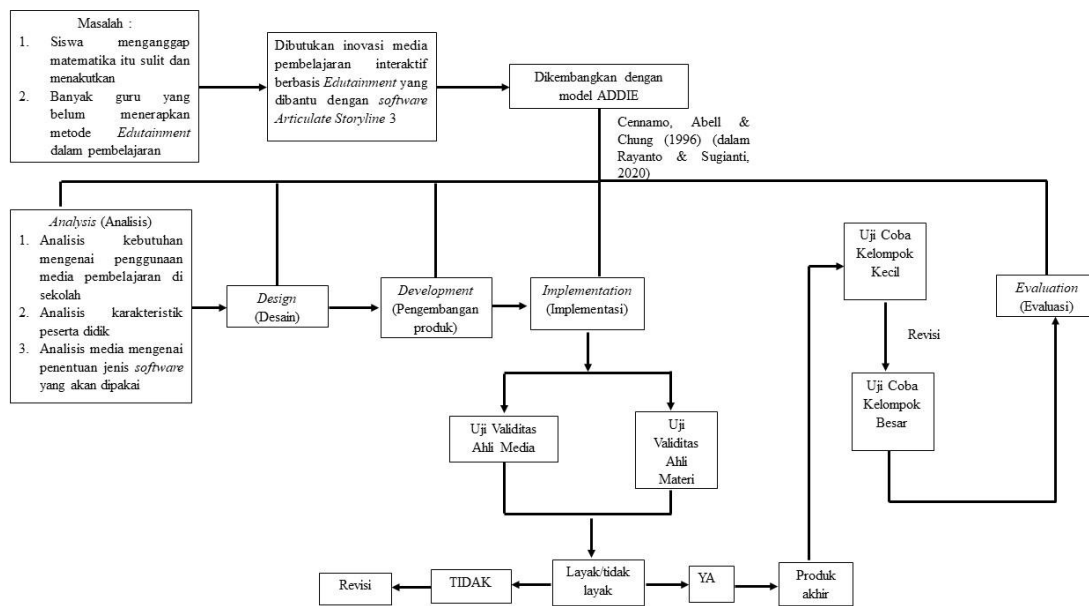 Masalah :
1. Siswa menganggap
matematika itu sulit dan
menakutkan
2. Banyak guru yang
belum menerapkan
metode Edutainment
dalam pembelajaran
Dibutukan inovasi media
pembelajaran interaktif
berbasis Edutainment yang
dibantu dengan software
Articulate Storyline 3
Dikembangkan dengan
model ADDIE
Cennamo, Abell &
Chung (1996) (dalam
Rayanto & Sugianti,
2020)
Analysis (Analisis)
1. Analisis kebutuhan
mengenai penggunaan
media pembelajaran di
sekolah
2. Analisis karakteristik
peserta didik
3. Analisis media mengenai
penentuan jenis software
yang akan dipakai
Design
(Desain)
Development
(Pengembangan
produk)
Implementation
(Implementasi)
Uji Coba
Kelompok
Kecil
Evaluation
(Evaluasi)
Revisi
Uji Coba
Kelompok
Besar
Uji Validitas
Ahli Media
Uji
Validitas
Ahli
Materi
Revisi
TIDAK
Layak/tidak
layak
YA
Produk
akhir